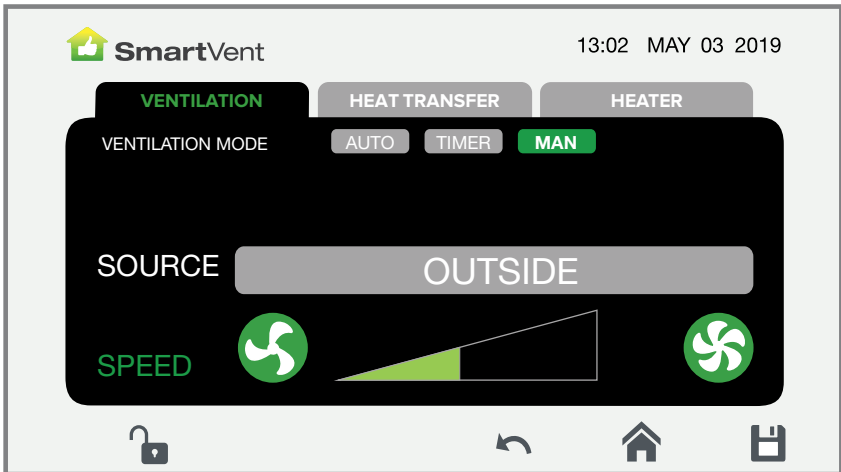 SmartVent 13:02 MAY 03 2019
VENTILATION HEAT TRANSFER HEATER
VENTILATION MODE AUTO TIMER MAN
SOURCE OUTSIDE
SPEED